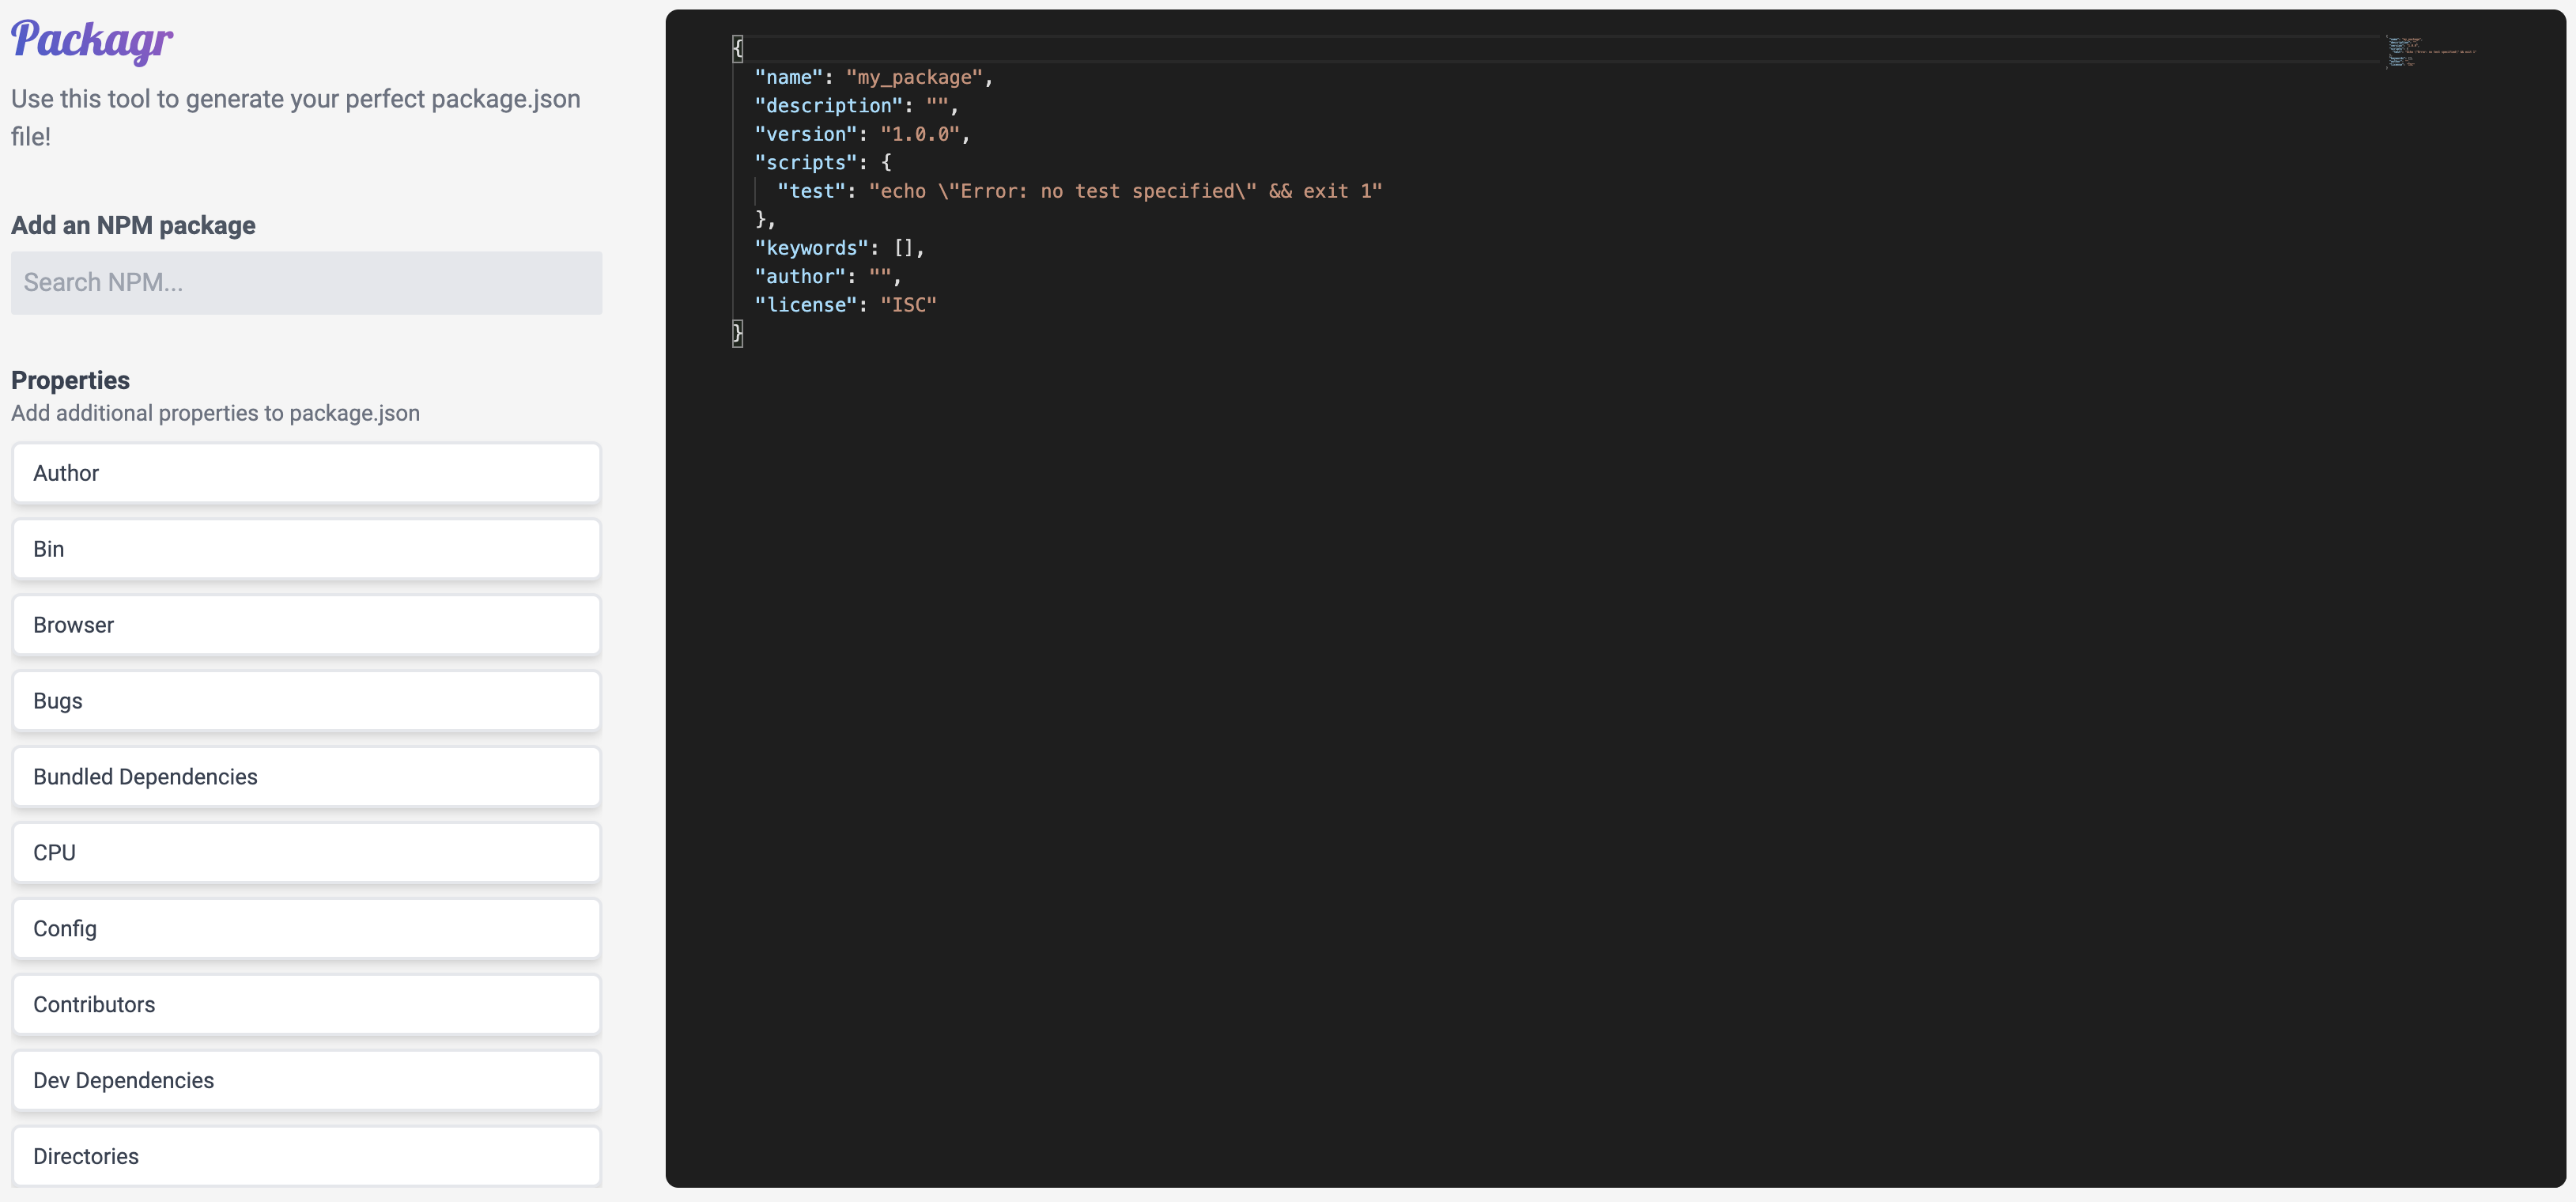 Packagr
Use this tool to generate your perfect package.json
file!
Add an NPM package
Search NPM...
Properties
Add additional properties to package.json
Author
Bin
Browser
Bugs
Bundled Dependencies
CPU
Config
Contributors
Dev Dependencies
Directories
{
  "name": "my_package",
  "description": "",
  "version": "1.0.0",
  "scripts": {
    "test": "echo \"Error: no test specified\" && exit 1"
  },
  "keywords": [],
  "author": "",
  "license": "ISC"
}